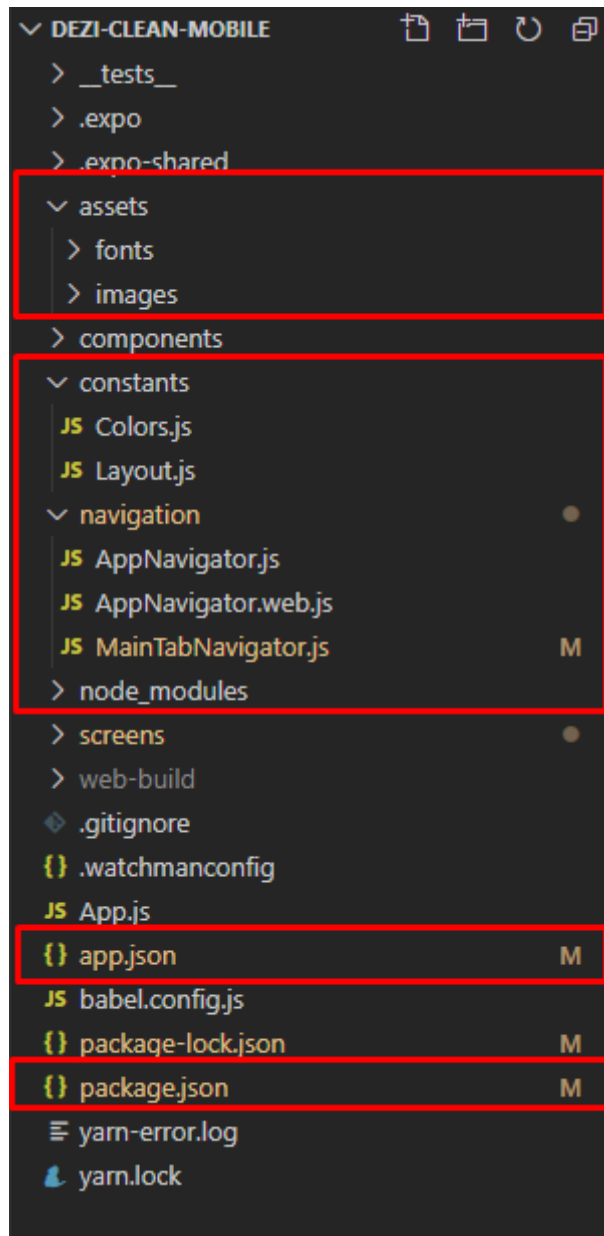 DEZI-CLEAN-MOBILE
__tests__
.expo
.expo-shared
assets
fonts
images
components
constants
JS Colors.js
JS Layout.js
navigation
JS AppNavigator.js
JS AppNavigator.web.js
JS MainTabNavigator.js M
node_modules
screens
web-build
.gitignore
{} .watchmanconfig
JS App.js
{} app.json M
JS babel.config.js
{} package-lock.json M
{} package.json M
yarn-error.log
yarn.lock